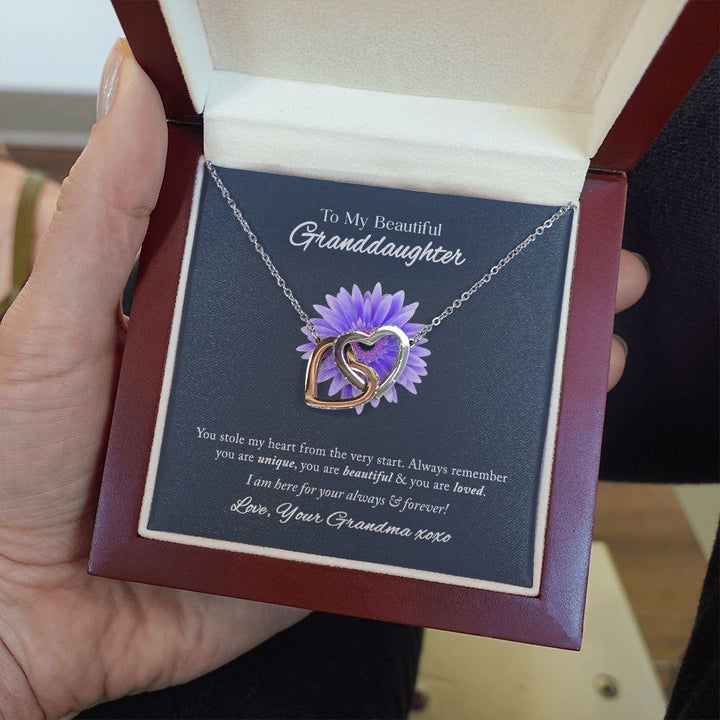 To My Beautiful
Granddaughter
You stole my heart from the very start. Always remember
you are unique, you are beautiful & you are loved.
I am here for your always & forever!
Love, Your Grandma xoxo